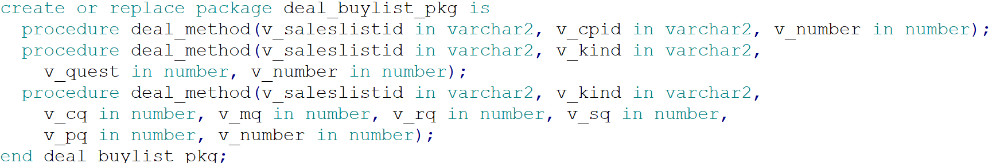 create or replace package deal_buylist_pkg is
  procedure deal_method(v_saleslistid in varchar2, v_cpid in varchar2, v_number in number);
  procedure deal_method(v_saleslistid in varchar2, v_kind in varchar2,
    v_quest in number, v_number in number);
  procedure deal_method(v_saleslistid in varchar2, v_kind in varchar2,
    v_cq in number, v_mq in number, v_rq in number, v_sq in number,
    v_pq in number, v_number in number);
end deal_buylist_pkg;